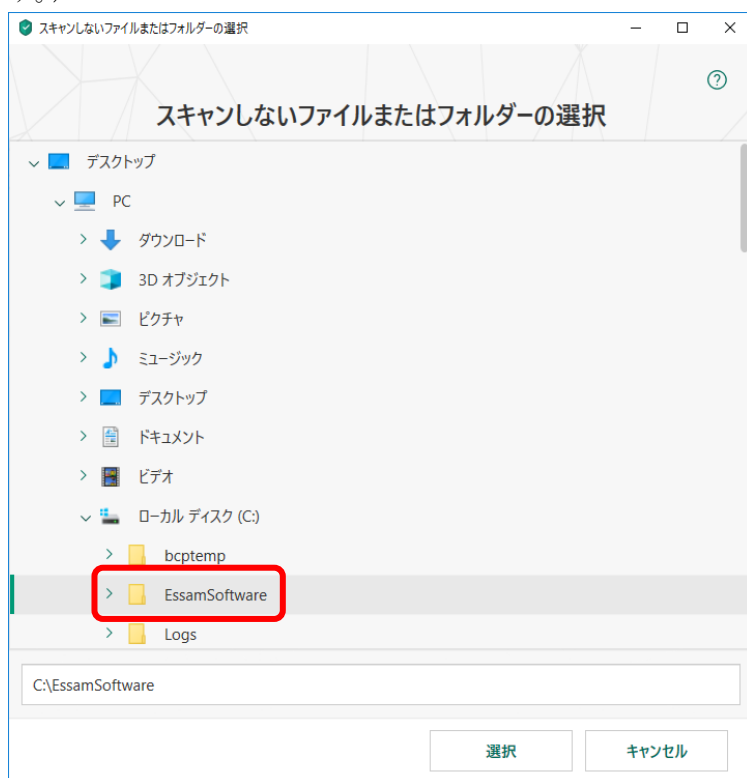 スキャンしないファイルまたはフォルダーの選択
スキャンしないファイルまたはフォルダーの選択
デスクトップ
PC
ダウンロード
3D オブジェクト
ピクチャ
ミュージック
デスクトップ
ドキュメント
ビデオ
ローカル ディスク (C:)
bcptemp
EssamSoftware
Logs
C:\EssamSoftware
選択 キャンセル